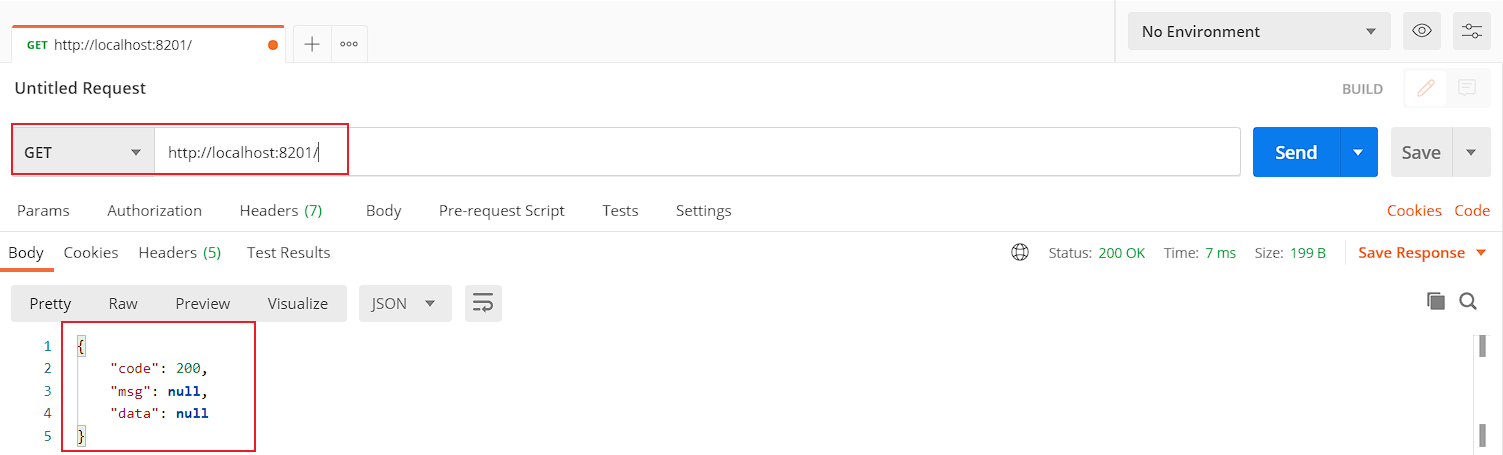 GET http://localhost:8201/
No Environment
Untitled Request
BUILD
GET http://localhost:8201/ Send Save
Params Authorization Headers (7) Body Pre-request Script Tests Settings Cookies Code
Body Cookies Headers (5) Test Results Status: 200 OK Time: 7 ms Size: 199 B Save Response
Pretty Raw Preview Visualize JSON
1 {
2 "code": 200,
3 "msg": null,
4 "data": null
5 }